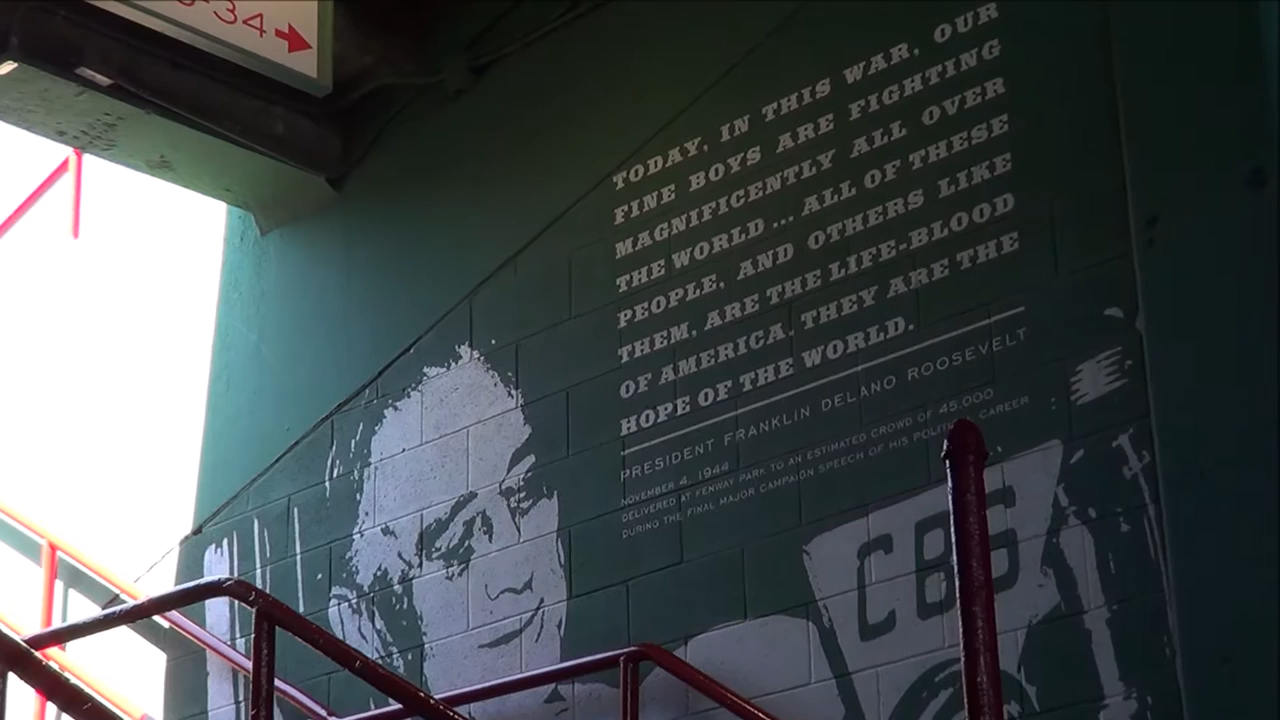 -34
TODAY, IN THIS WAR, OUR
FINE BOYS ARE FIGHTING
MAGNIFICENTLY ALL OVER
THE WORLD... ALL OF THESE
PEOPLE, AND OTHERS LIKE
THEM, ARE THE LIFE-BLOOD
OF AMERICA. THEY ARE THE
HOPE OF THE WORLD.
PRESIDENT FRANKLIN DELANO ROOSEVELT
NOVEMBER 4, 1944
DELIVERED AT FENWAY PARK TO AN ESTIMATED CROWD OF 45,000
DURING THE FINAL MAJOR CAMPAIGN SPEECH OF HIS POLITICAL CAREER
CBS